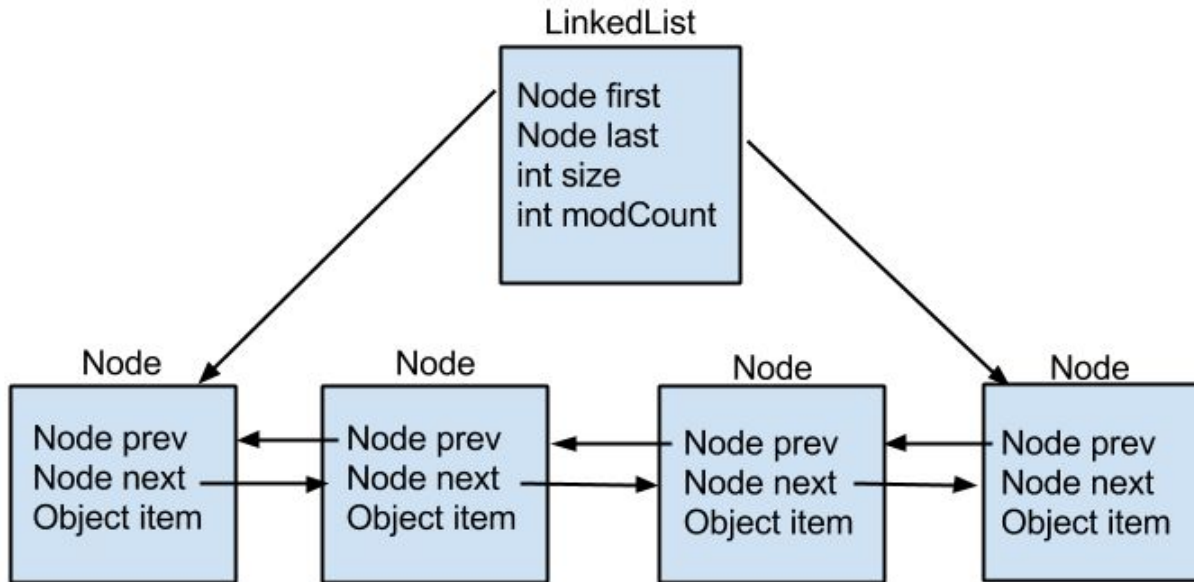 LinkedList
Node first
Node last
int size
int modCount
Node
Node prev
Node next
Object item
Node
Node prev
Node next
Object item
Node
Node prev
Node next
Object item
Node
Node prev
Node next
Object item